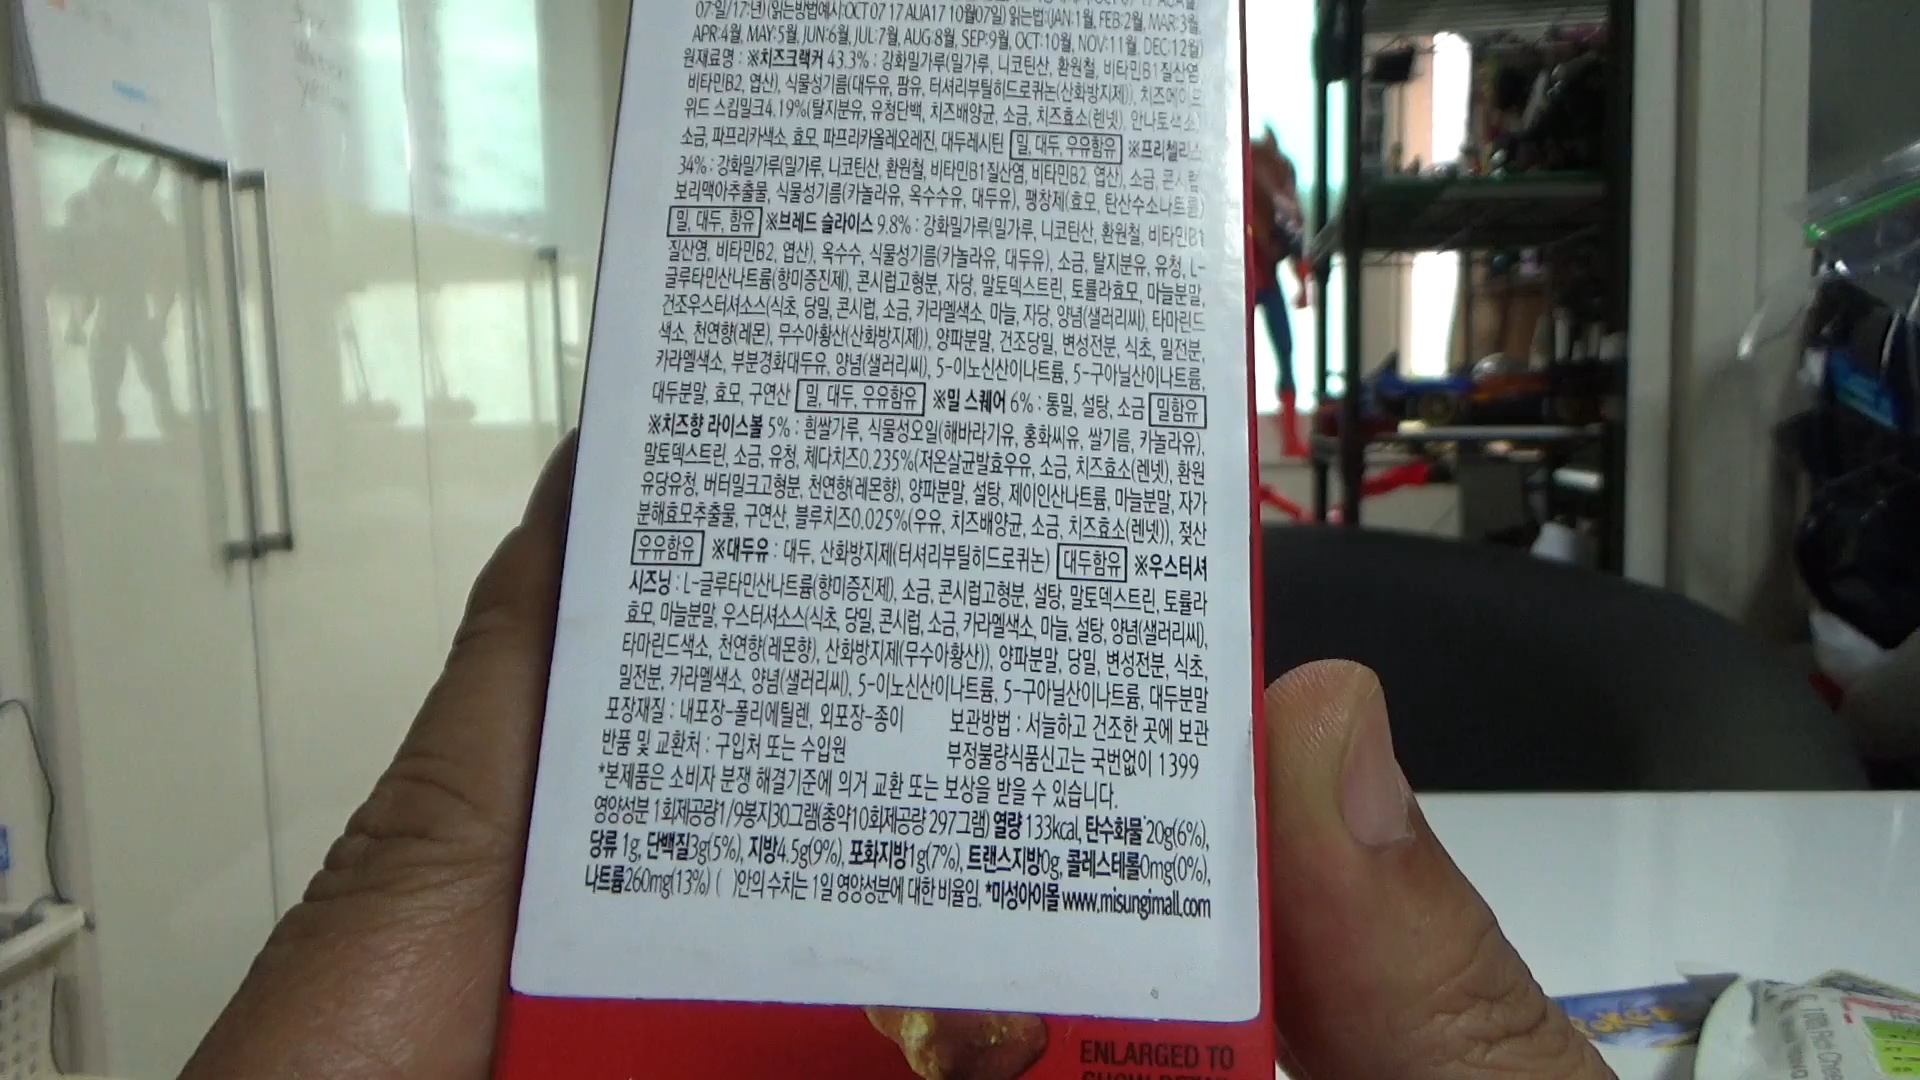 07:일/17:년)(읽는방법예시:OCT 07 17 AUA17 10월07일) 읽는법:(JAN:1월, FEB:2월, MAR:3월,
APR:4월, MAY:5월, JUN:6월, JUL:7월, AUG:8월, SEP:9월, OCT:10월, NOV:11월, DEC:12월)
원재료명 : ※치즈크랙커 43.3% : 강화밀가루(밀가루, 니코틴산, 환원철, 비타민B1질산염,
비타민B2, 엽산), 식물성기름(대두유, 팜유, 터셔리부틸히드로퀴논(산화방지제)), 치즈메이드
위드 스킴밀크4.19%(탈지분유, 유청단백, 치즈배양균, 소금, 치즈효소(렌넷), 안나토색소)
소금, 파프리카색소, 효모, 파프리카올레오레진, 대두레시틴 밀, 대두, 우유함유 ※프리첼리스
34% : 강화밀가루(밀가루, 니코틴산, 환원철, 비타민B1질산염, 비타민B2, 엽산), 소금, 콘시럽
보리맥아추출물, 식물성기름(카놀라유, 옥수수유, 대두유), 팽창제(효모, 탄산수소나트륨)
밀, 대두, 함유 ※브레드 슬라이스 9.8% : 강화밀가루(밀가루, 니코틴산, 환원철, 비타민B1
질산염, 비타민B2, 엽산), 옥수수, 식물성기름(카놀라유, 대두유), 소금, 탈지분유, 유청, L-
글루타민산나트륨(향미증진제), 콘시럽고형분, 자당, 말토덱스트린, 토룰라효모, 마늘분말,
건조우스터셔소스(식초, 당밀, 콘시럽, 소금, 카라멜색소, 마늘, 자당, 양념(샐러리씨), 타마린드
색소, 천연향(레몬), 무수아황산(산화방지제)), 양파분말, 건조당밀, 변성전분, 식초, 밀전분,
카라멜색소, 부분경화대두유, 양념(샐러리씨), 5-이노신산이나트륨, 5-구아닐산이나트륨,
대두분말, 효모, 구연산 밀, 대두, 우유함유 ※밀 스퀘어 6% : 통밀, 설탕, 소금 밀함유
※치즈향 라이스볼 5% : 흰쌀가루, 식물성오일(해바라기유, 홍화씨유, 쌀기름, 카놀라유),
말토덱스트린, 소금, 유청, 체다치즈0.235%(저온살균발효우유, 소금, 치즈효소(렌넷), 환원
유당유청, 버터밀크고형분, 천연향(레몬향), 양파분말, 설탕, 제이인산나트륨, 마늘분말, 자가
분해효모추출물, 구연산, 블루치즈0.025%(우유, 치즈배양균, 소금, 치즈효소(렌넷)), 젖산
우유함유 ※대두유 : 대두, 산화방지제(터셔리부틸히드로퀴논) 대두함유 ※우스터셔
시즈닝 : L-글루타민산나트륨(향미증진제), 소금, 콘시럽고형분, 설탕, 말토덱스트린, 토룰라
효모, 마늘분말, 우스터셔소스(식초, 당밀, 콘시럽, 소금, 카라멜색소, 마늘, 설탕, 양념(샐러리씨),
타마린드색소, 천연향(레몬향), 산화방지제(무수아황산)), 양파분말, 당밀, 변성전분, 식초,
밀전분, 카라멜색소, 양념(샐러리씨), 5-이노신산이나트륨, 5-구아닐산이나트륨, 대두분말
포장재질 : 내포장-폴리에틸렌, 외포장-종이 보관방법 : 서늘하고 건조한 곳에 보관
반품 및 교환처 : 구입처 또는 수입원 부정불량식품신고는 국번없이 1399
*본제품은 소비자 분쟁 해결기준에 의거 교환 또는 보상을 받을 수 있습니다.
영양성분 1회제공량1/9봉지30그램(총약10회제공량 297그램) 열량 133kcal, 탄수화물 20g(6%),
당류 1g, 단백질3g(5%), 지방4.5g(9%), 포화지방1g(7%), 트랜스지방0g, 콜레스테롤0mg(0%),
나트륨260mg(13%) ( )안의 수치는 1일 영양성분에 대한 비율임. *미성아이몰 www.misungimall.com
ENLARGED TO